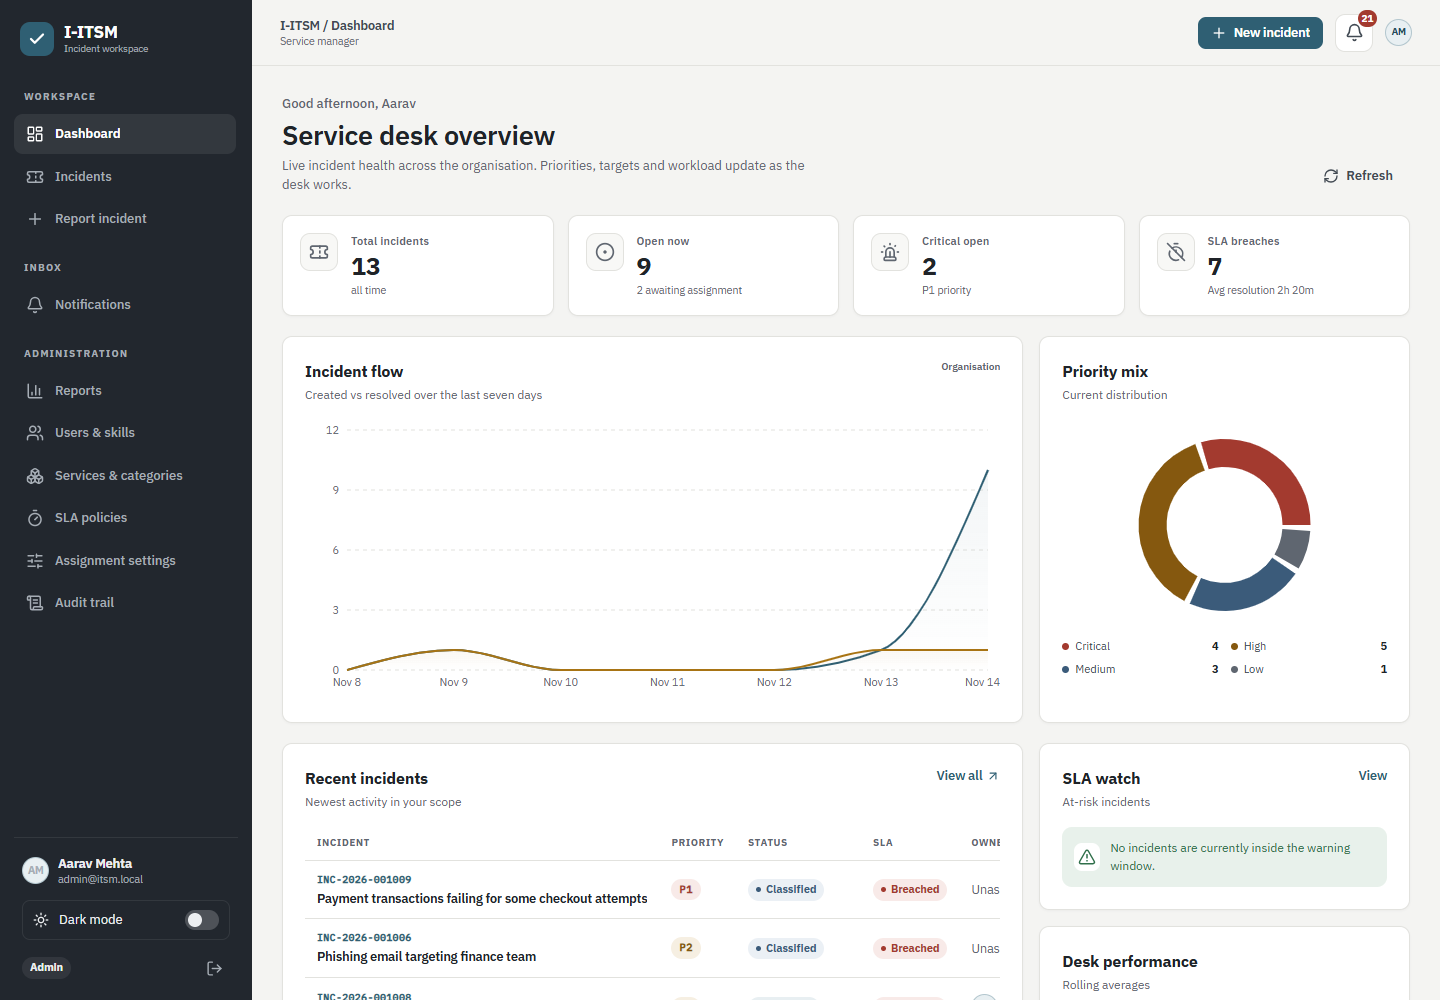 I-ITSM
Incident workspace
WORKSPACE
Dashboard
Incidents
Report incident
INBOX
Notifications
ADMINISTRATION
Reports
Users & skills
Services & categories
SLA policies
Assignment settings
Audit trail
AM
Aarav Mehta
admin@itsm.local
Dark mode
Admin
I-ITSM / Dashboard
Service manager
New incident
21
AM
Good afternoon, Aarav
Service desk overview
Live incident health across the organisation. Priorities, targets and workload update as the
desk works.
Refresh
Total incidents
13
all time
Open now
9
2 awaiting assignment
Critical open
2
P1 priority
SLA breaches
7
Avg resolution 2h 20m
Incident flow
Organisation
Created vs resolved over the last seven days
12
9
6
3
0
Nov 8 Nov 9 Nov 10 Nov 11 Nov 12 Nov 13 Nov 14
Priority mix
Current distribution
Critical 4 High 5
Medium 3 Low 1
Recent incidents
View all
Newest activity in your scope
INCIDENT PRIORITY STATUS SLA OWNE
INC-2026-001009
Payment transactions failing for some checkout attempts
P1 Classified Breached Unas
INC-2026-001006
Phishing email targeting finance team
P2 Classified Breached Unas
INC-2026-001008
SLA watch
View
At-risk incidents
No incidents are currently inside the warning
window.
Desk performance
Rolling averages